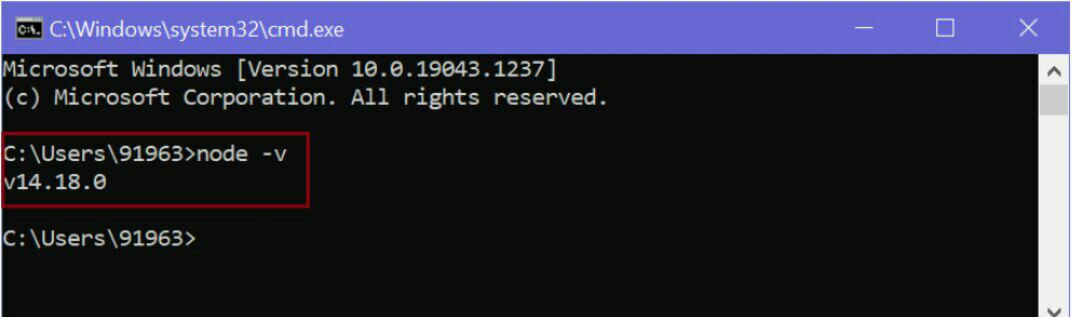 C:\Windows\system32\cmd.exe
Microsoft Windows [Version 10.0.19043.1237]
(c) Microsoft Corporation. All rights reserved.
C:\Users\91963>node -v
v14.18.0
C:\Users\91963>